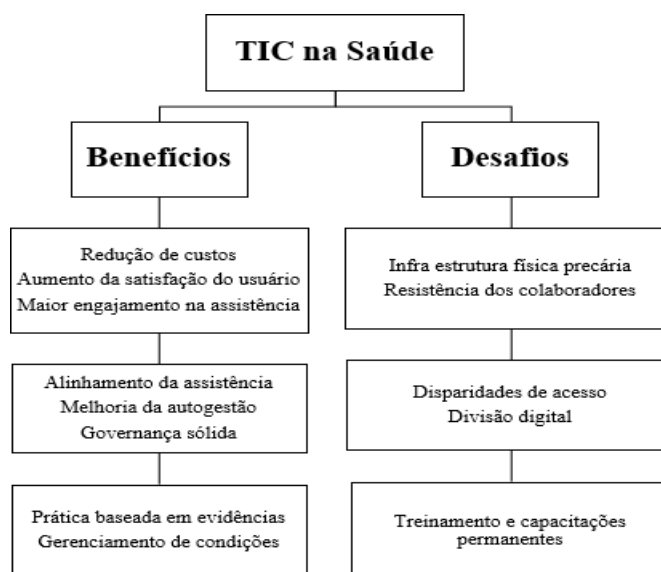 TIC na Saúde
Benefícios
Desafios
Redução de custos
Aumento da satisfação do usuário
Maior engajamento na assistência
Infra estrutura física precária
Resistência dos colaboradores
Alinhamento da assistência
Melhoria da autogestão
Governança sólida
Disparidades de acesso
Divisão digital
Prática baseada em evidências
Gerenciamento de condições
Treinamento e capacitações
permanentes